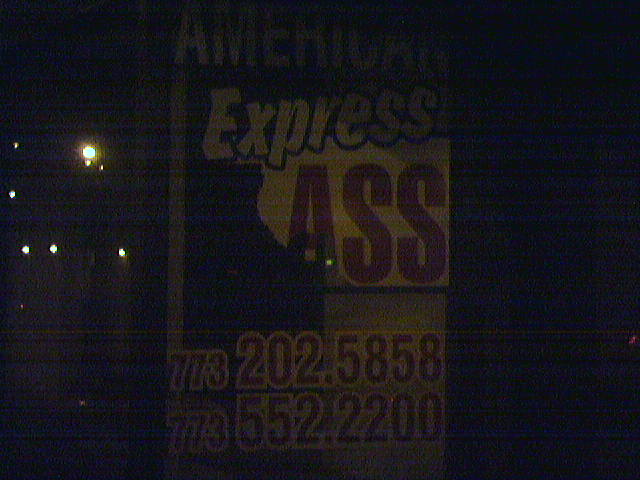 AMERICAN
Express
ASS
773 202.5858
773 552.2200